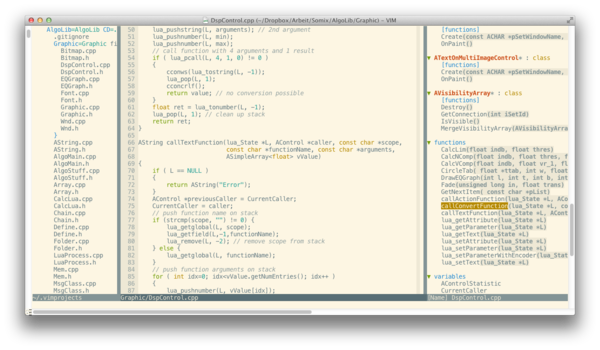 DspControl.cpp (~/Dropbox/Arbeit/Somix/AlgoLib/Graphic) - VIM
AlgoLib=AlgoLib CD=.
.gitignore
Graphic=Graphic fi
Bitmap.cpp
Bitmap.h
DspControl.cpp
DspControl.h
EQGraph.cpp
EQGraph.h
Font.cpp
Font.h
Graphic.cpp
Graphic.h
Wnd.cpp
Wnd.h
}
AString.cpp
AString.h
AlgoMain.cpp
AlgoMain.h
AlgoStuff.cpp
AlgoStuff.h
Array.cpp
Array.h
CalcLua.cpp
CalcLua.h
Chain.cpp
Chain.h
Define.cpp
Define.h
Folder.cpp
Folder.h
LuaProcess.cpp
LuaProcess.h
Mem.cpp
Mem.h
MsgClass.cpp
MsgClass.h
~/.vimprojects
50 lua_pushstring(L, arguments); // 2nd argument
51 lua_pushnumber(L, min);
52 lua_pushnumber(L, max);
53 // call function with 4 arguments and 1 result
54 if ( lua_pcall(L, 4, 1, 0) != 0 )
55 {
56 cconws(lua_tostring(L, -1));
57 lua_pop(L, 1);
58 cconcrlf();
59 return value; // no conversion possible
60 }
61 float ret = lua_tonumber(L, -1);
62 lua_pop(L, 1); // clean up stack
63 return ret;
64 }
65
66 AString callTextFunction(lua_State *L, AControl *caller, const char *scope,
67 const char *functionName, const char *arguments,
68 ASimpleArray<float> vValue)
69 {
70 if ( L == NULL )
71 {
72 return AString("Error");
73 }
74 AControl *previousCaller = CurrentCaller;
75 CurrentCaller = caller;
76 // push function name on stack
77 if (strcmp(scope, "") != 0) {
78 lua_getglobal(L, scope);
79 lua_getfield(L,-1,functionName);
80 lua_remove(L, -2); // remove scope from stack
81 } else {
82 lua_getglobal(L, functionName);
83 }
84 // push function arguments on stack
85 for ( int idx=0; idx<vValue.getNumEntries(); idx++ )
86 {
87 lua_pushnumber(L, vValue[idx]);
Graphic/DspControl.cpp
[functions]
Create(const ACHAR *pSetWindowName,
OnPaint()
▼ ATextOnMultiImageControl* : class
[functions]
Create(const ACHAR *pSetWindowName,
OnPaint()
▼ AVisibilityArray* : class
[functions]
Destroy()
GetConnection(int iSetId)
IsVisible()
MergeVisibilityArray(AVisibilityArra
▼ functions
CalcLim(float indb, float thres)
CalcNComp(float indb, float thres, f
CalcVComp(float indb, float vr_1, fl
CircleTab( float *ttab, int w, float
DrawEQGraph(int l, int t, int b, int
Fade(unsigned long in, float trans)
GetNextItem( const char *pList)
callActionFunction(lua_State *L, ACo
callConvertFunction(lua_State *L, co
callTextFunction(lua_State *L, ACont
lua_getAttribute(lua_State *L)
lua_getParameter(lua_State *L)
lua_getText(lua_State *L)
lua_setAttribute(lua_State *L)
lua_setParameter(lua_State *L)
lua_setParameterWithEncoder(lua_Stat
lua_setText(lua_State *L)
▼ variables
AControlStatistic
CurrentCaller
[Name] DspControl.cpp